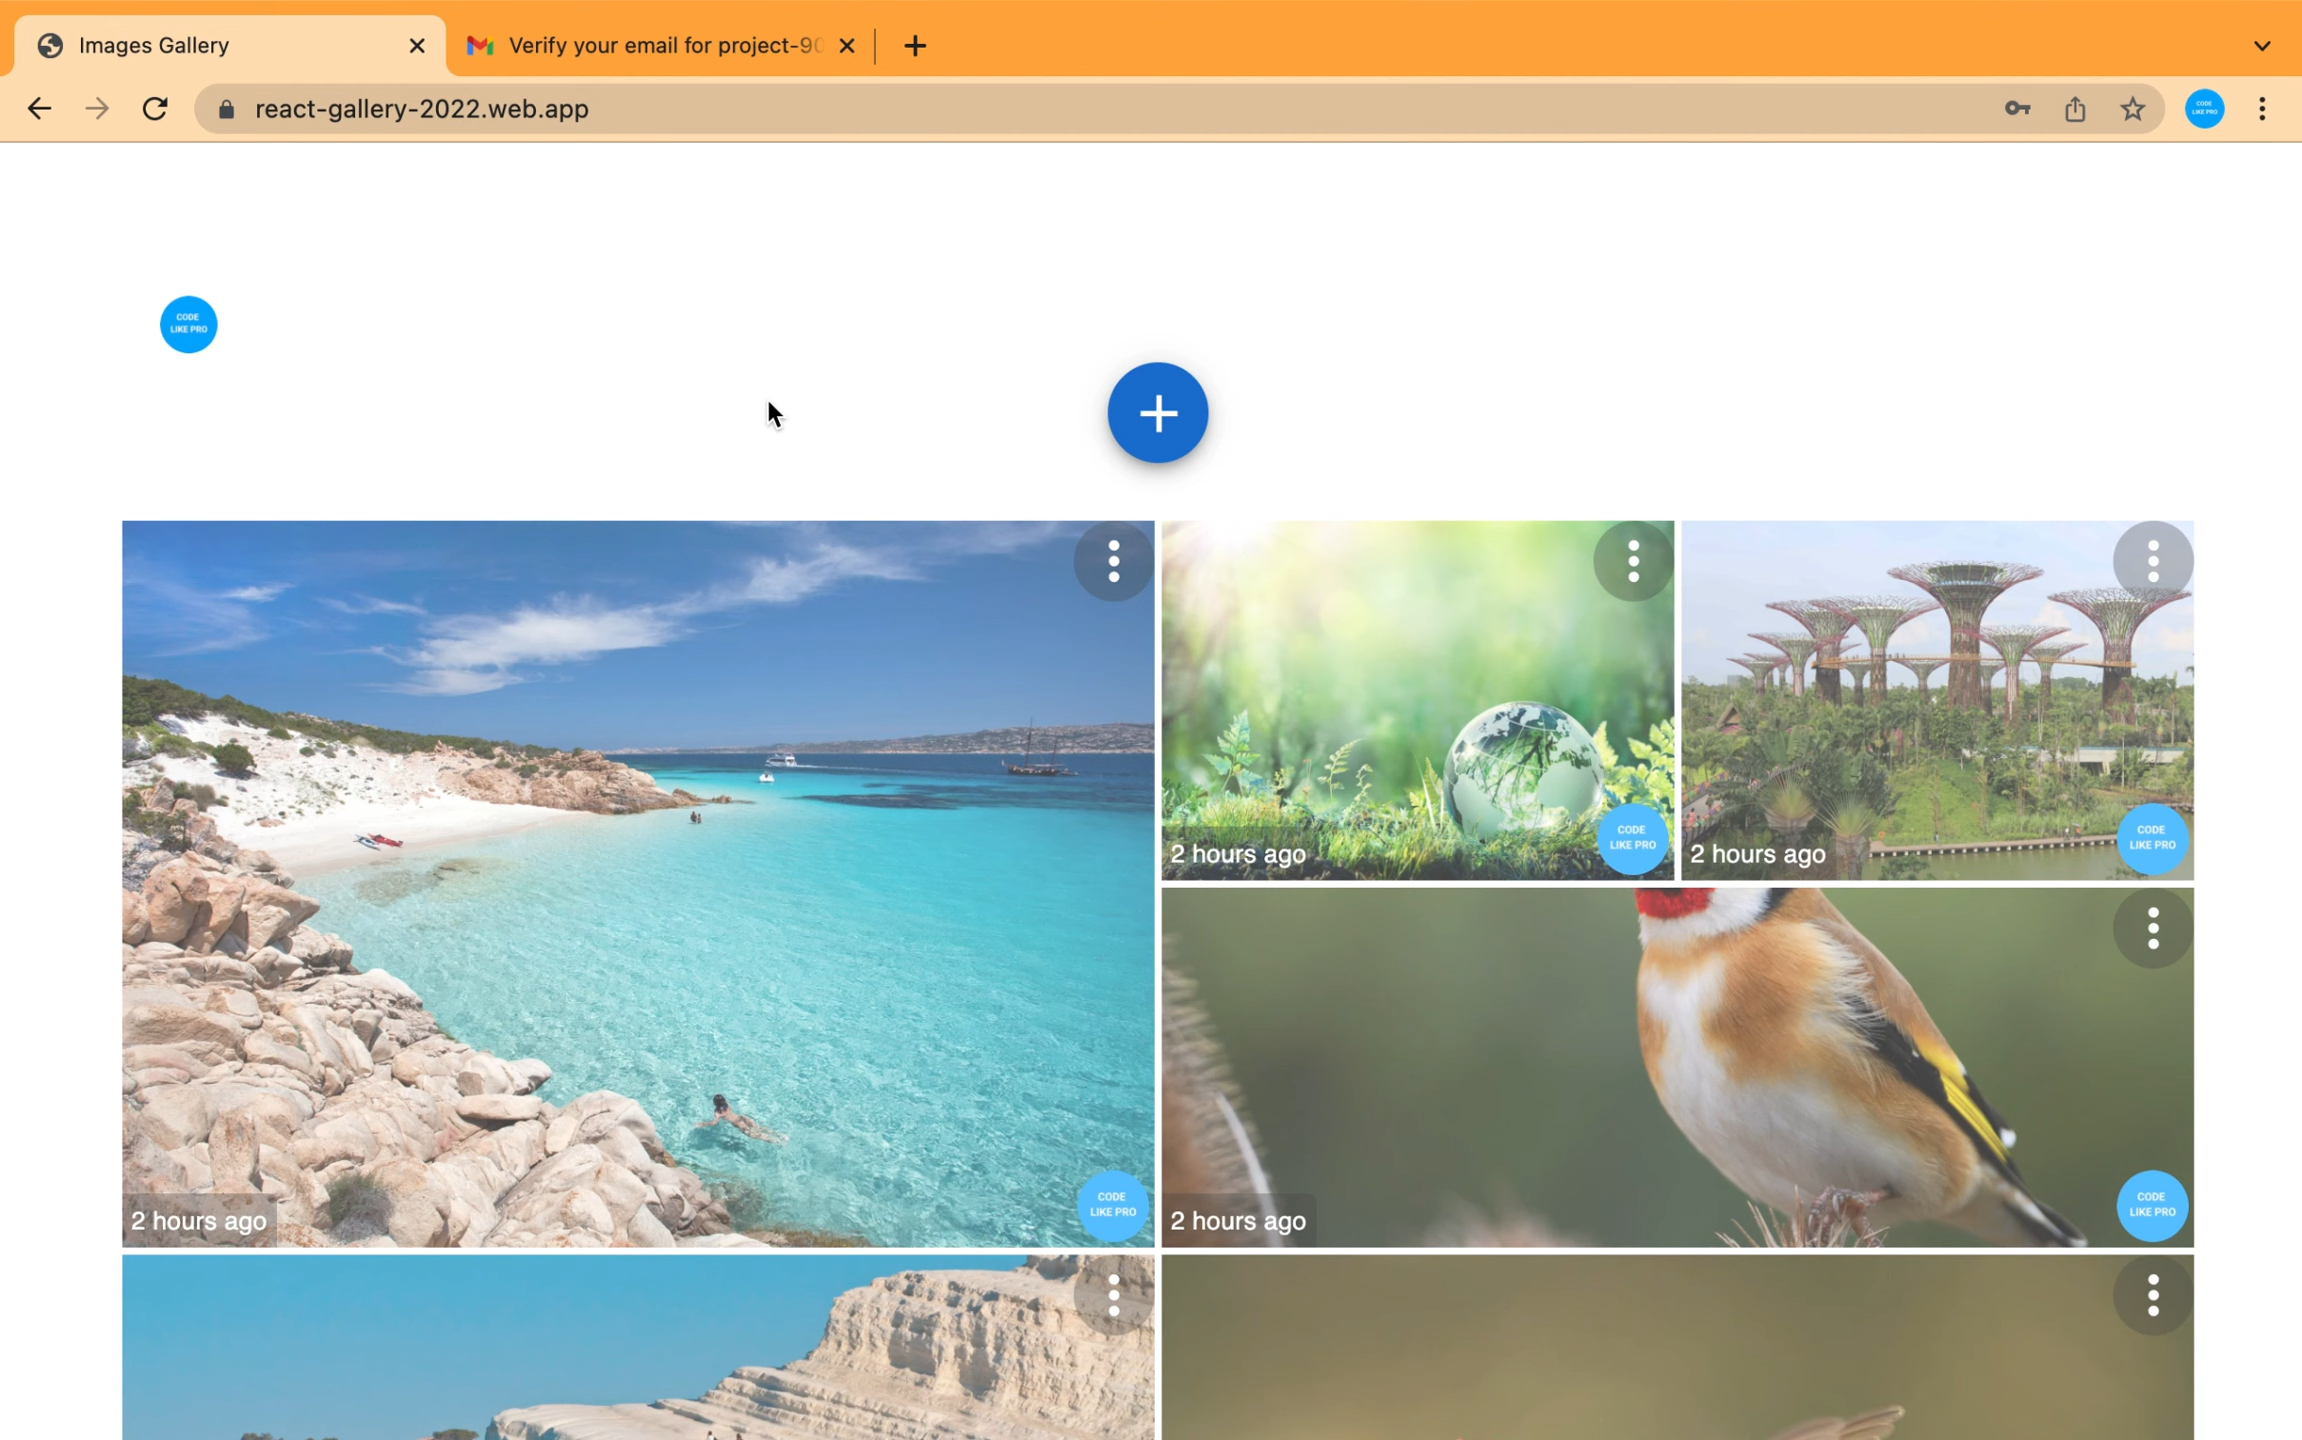 Images Gallery
Verify your email for project-90
react-gallery-2022.web.app
CODE
LIKE PRO
CODE
LIKE PRO
2 hours ago
CODE
LIKE PRO
2 hours ago
CODE
LIKE PRO
2 hours ago
CODE
LIKE PRO
2 hours ago
CODE
LIKE PRO